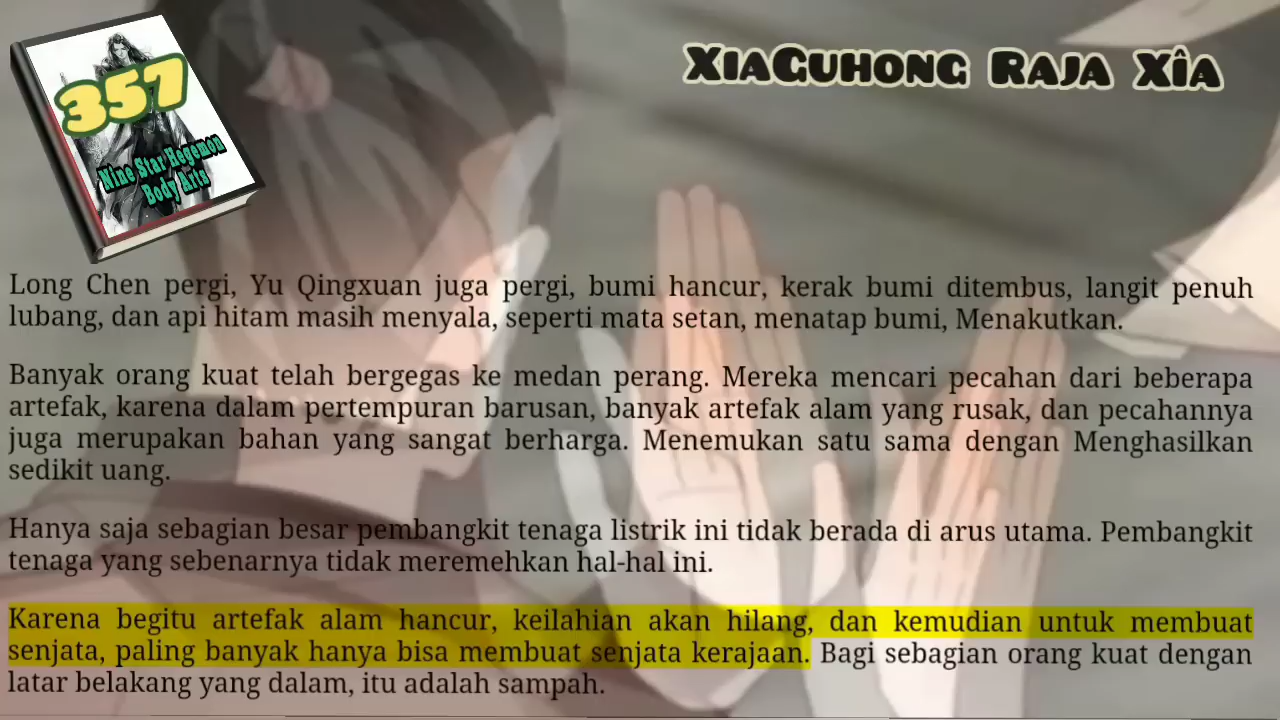 XiaGuhong Raja Xîa
357
Nine Star Hegemon
Body Arts
Long Chen pergi, Yu Qingxuan juga pergi, bumi hancur, kerak bumi ditembus, langit penuh
lubang, dan api hitam masih menyala, seperti mata setan, menatap bumi, Menakutkan.
Banyak orang kuat telah bergegas ke medan perang. Mereka mencari pecahan dari beberapa
artefak, karena dalam pertempuran barusan, banyak artefak alam yang rusak, dan pecahannya
juga merupakan bahan yang sangat berharga. Menemukan satu sama dengan Menghasilkan
sedikit uang.
Hanya saja sebagian besar pembangkit tenaga listrik ini tidak berada di arus utama. Pembangkit
tenaga yang sebenarnya tidak meremehkan hal-hal ini.
Karena begitu artefak alam hancur, keilahian akan hilang, dan kemudian untuk membuat
senjata, paling banyak hanya bisa membuat senjata kerajaan. Bagi sebagian orang kuat dengan
latar belakang yang dalam, itu adalah sampah.